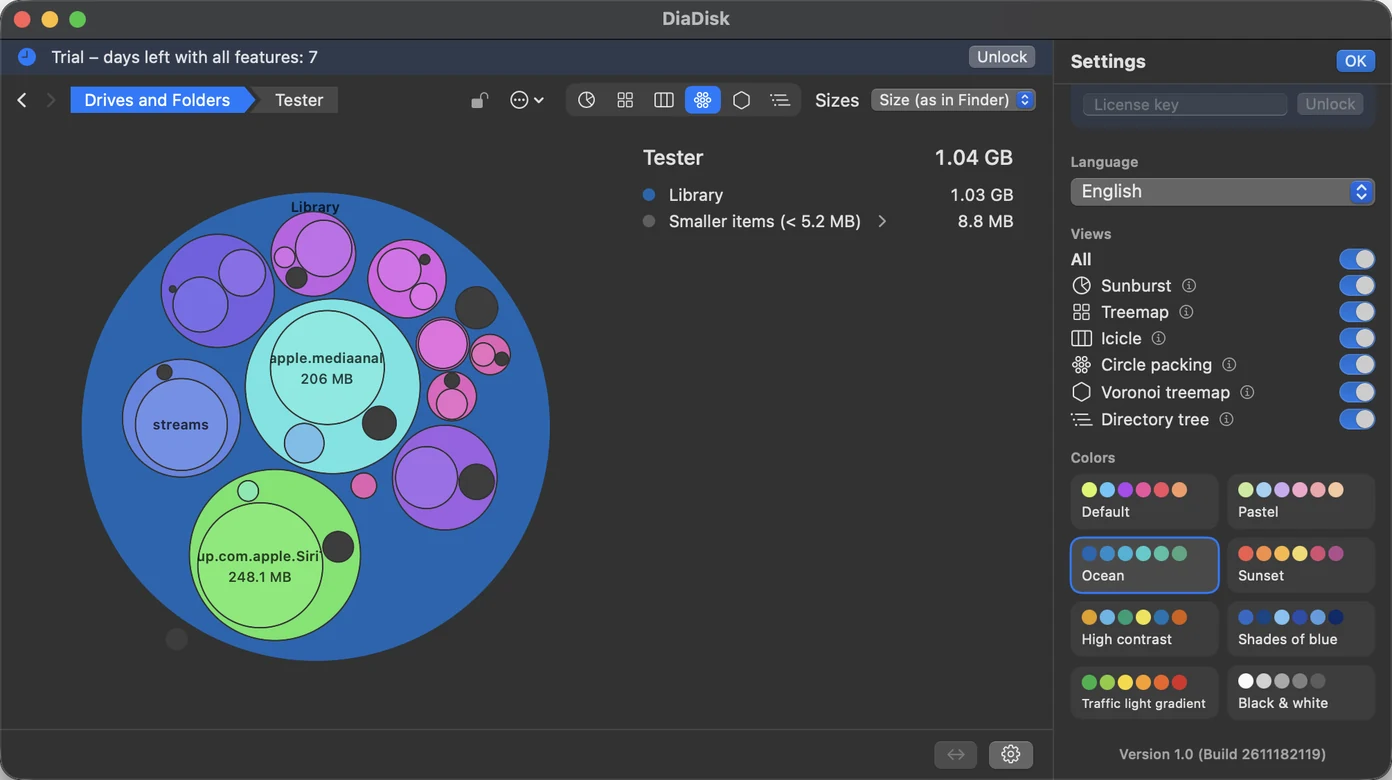 DiaDisk
Trial – days left with all features: 7
Unlock
Drives and Folders
Tester
Sizes
Size (as in Finder)
Tester 1.04 GB
Library 1.03 GB
Smaller items (< 5.2 MB) 8.8 MB
Library
apple.mediaanal
206 MB
streams
up.com.apple.Siri
248.1 MB
Settings
OK
License key
Unlock
Language
English
Views
All
Sunburst
Treemap
Icicle
Circle packing
Voronoi treemap
Directory tree
Colors
Default
Pastel
Ocean
Sunset
High contrast
Shades of blue
Traffic light gradient
Black & white
Version 1.0 (Build 2611182119)